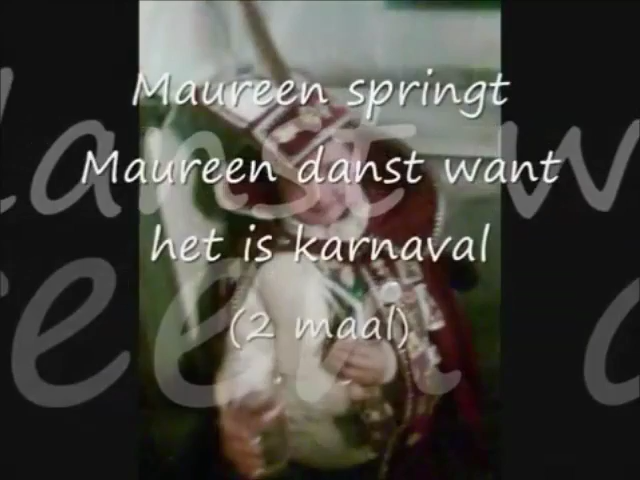 Maureen springt
Maureen danst want
het is karnaval
(2 maal)